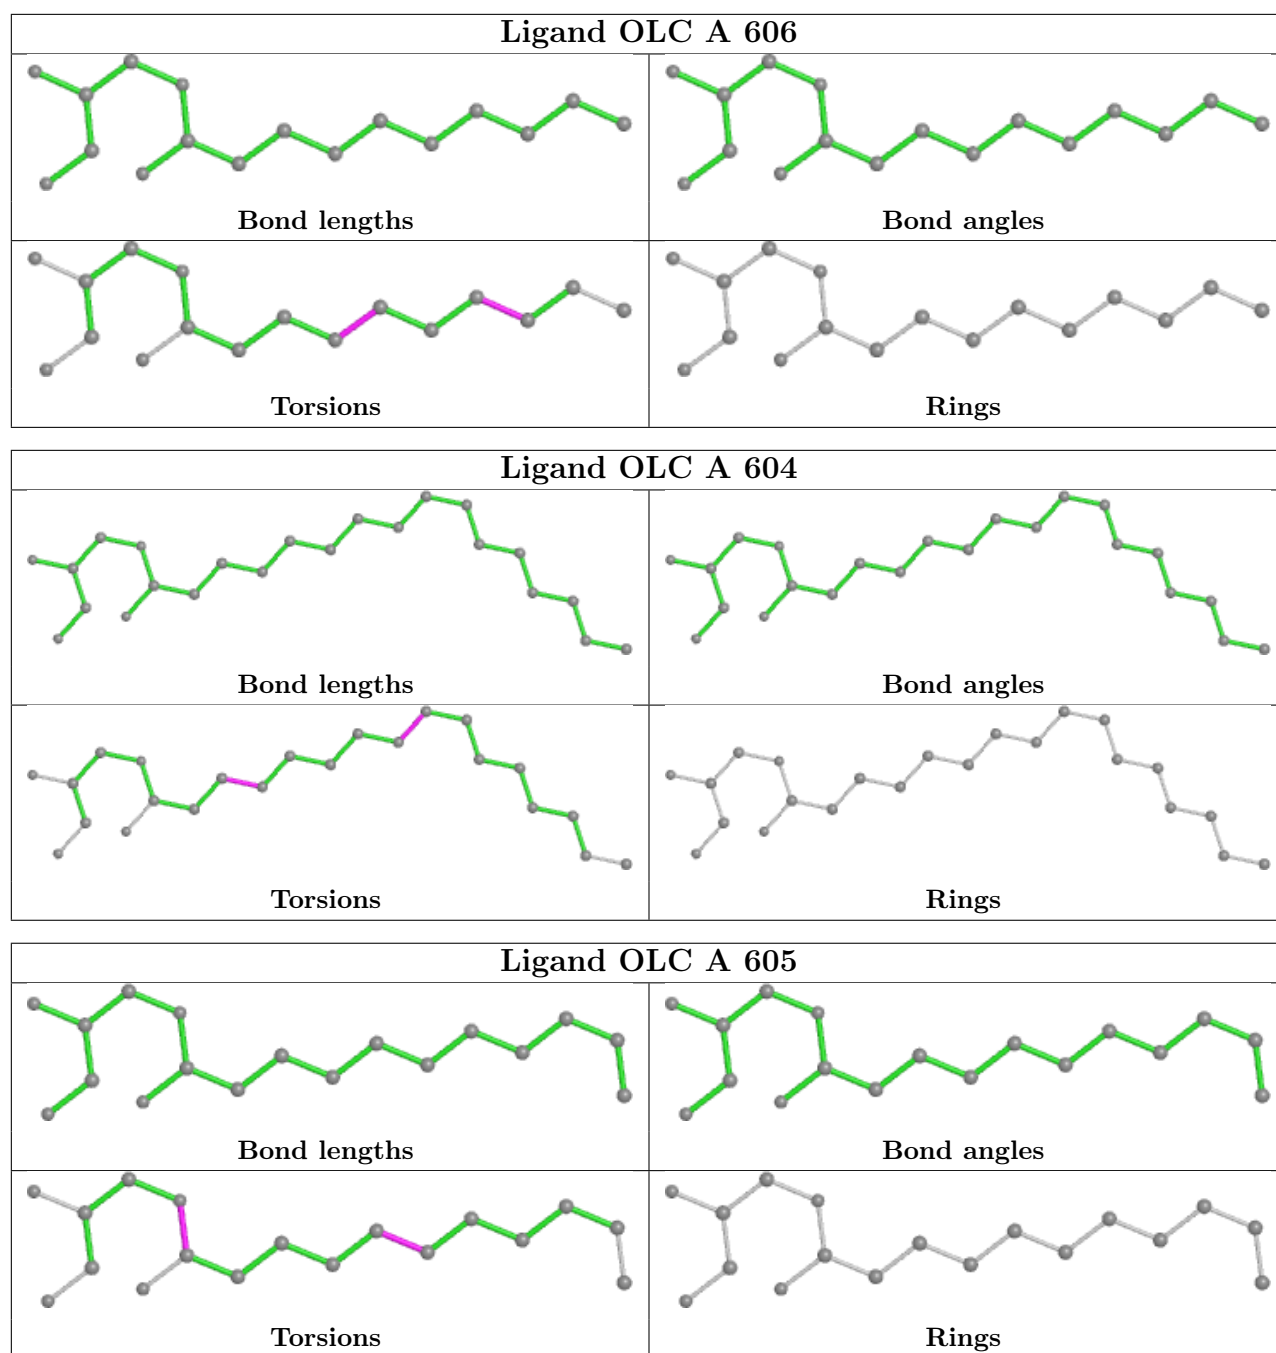 Ligand OLC A 606
Bond lengths
Bond angles
Torsions
Rings
Ligand OLC A 604
Bond lengths
Bond angles
Torsions
Rings
Ligand OLC A 605
Bond lengths
Bond angles
Torsions
Rings